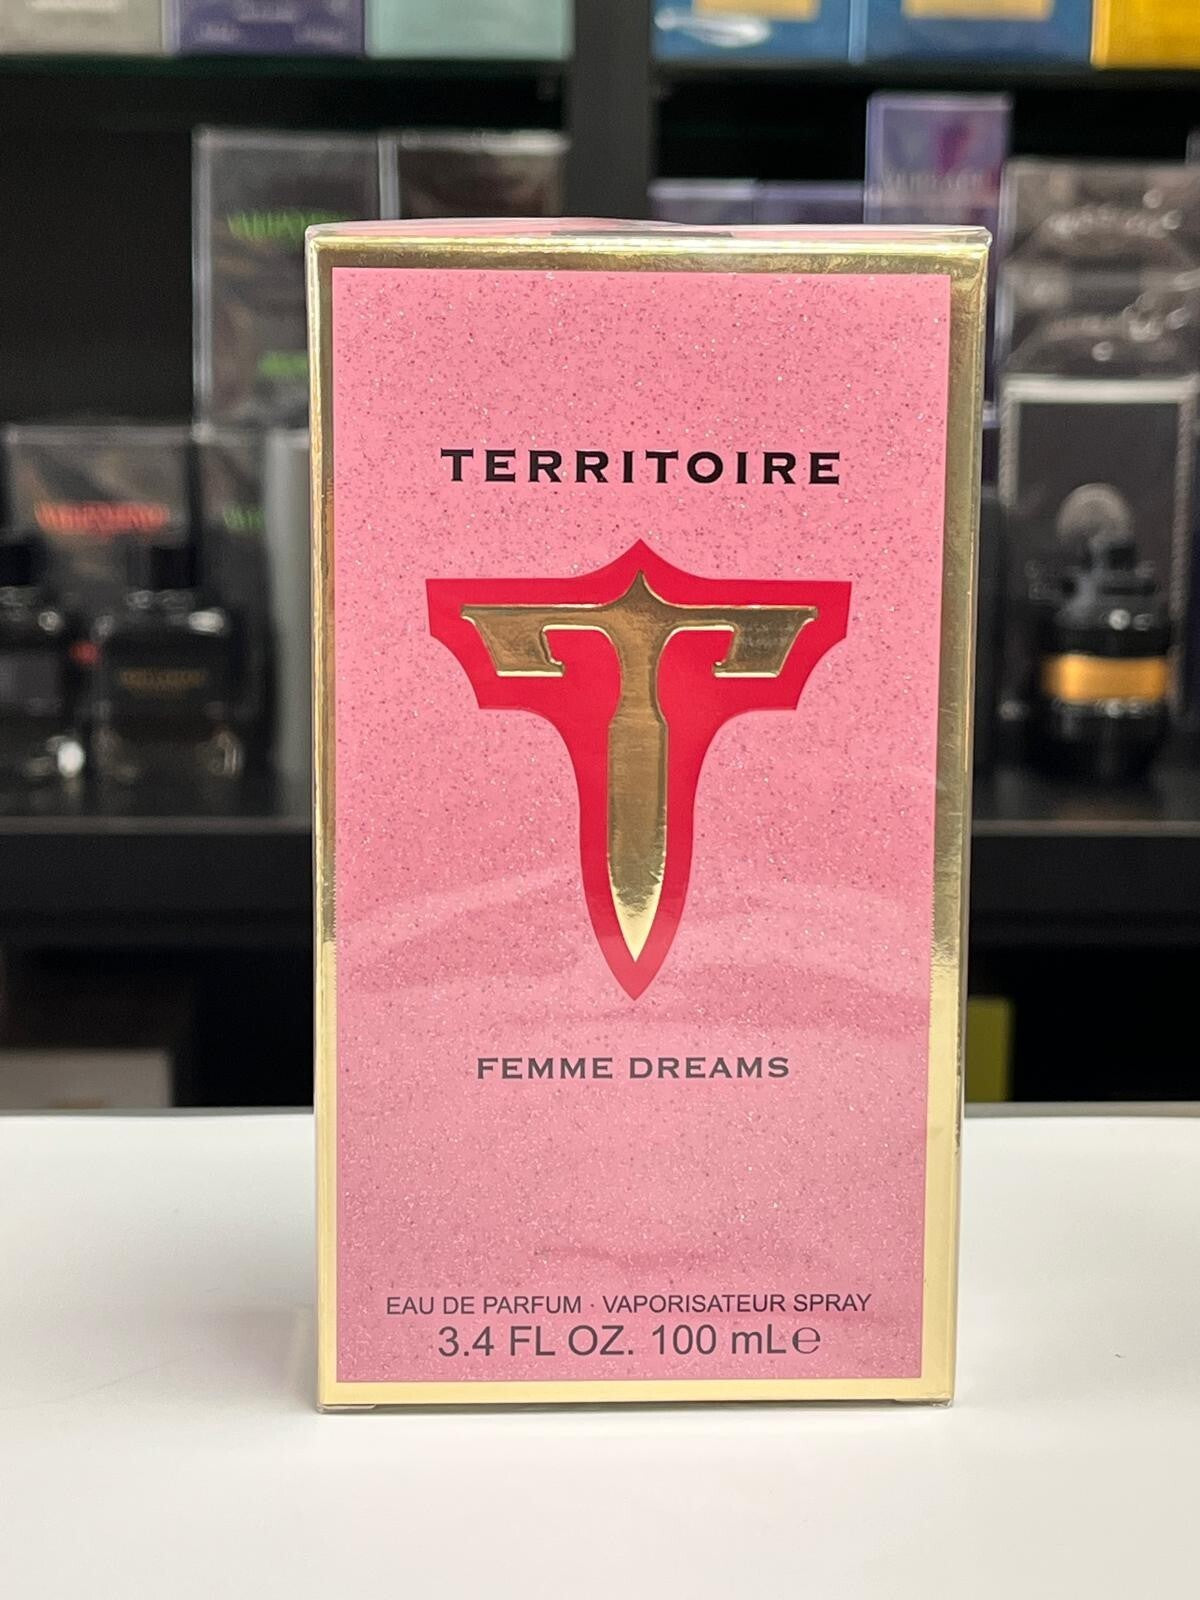 TERRITOIRE
FEMME DREAMS
EAU DE PARFUM · VAPORISATEUR SPRAY
3.4 FL OZ. 100 mL℮